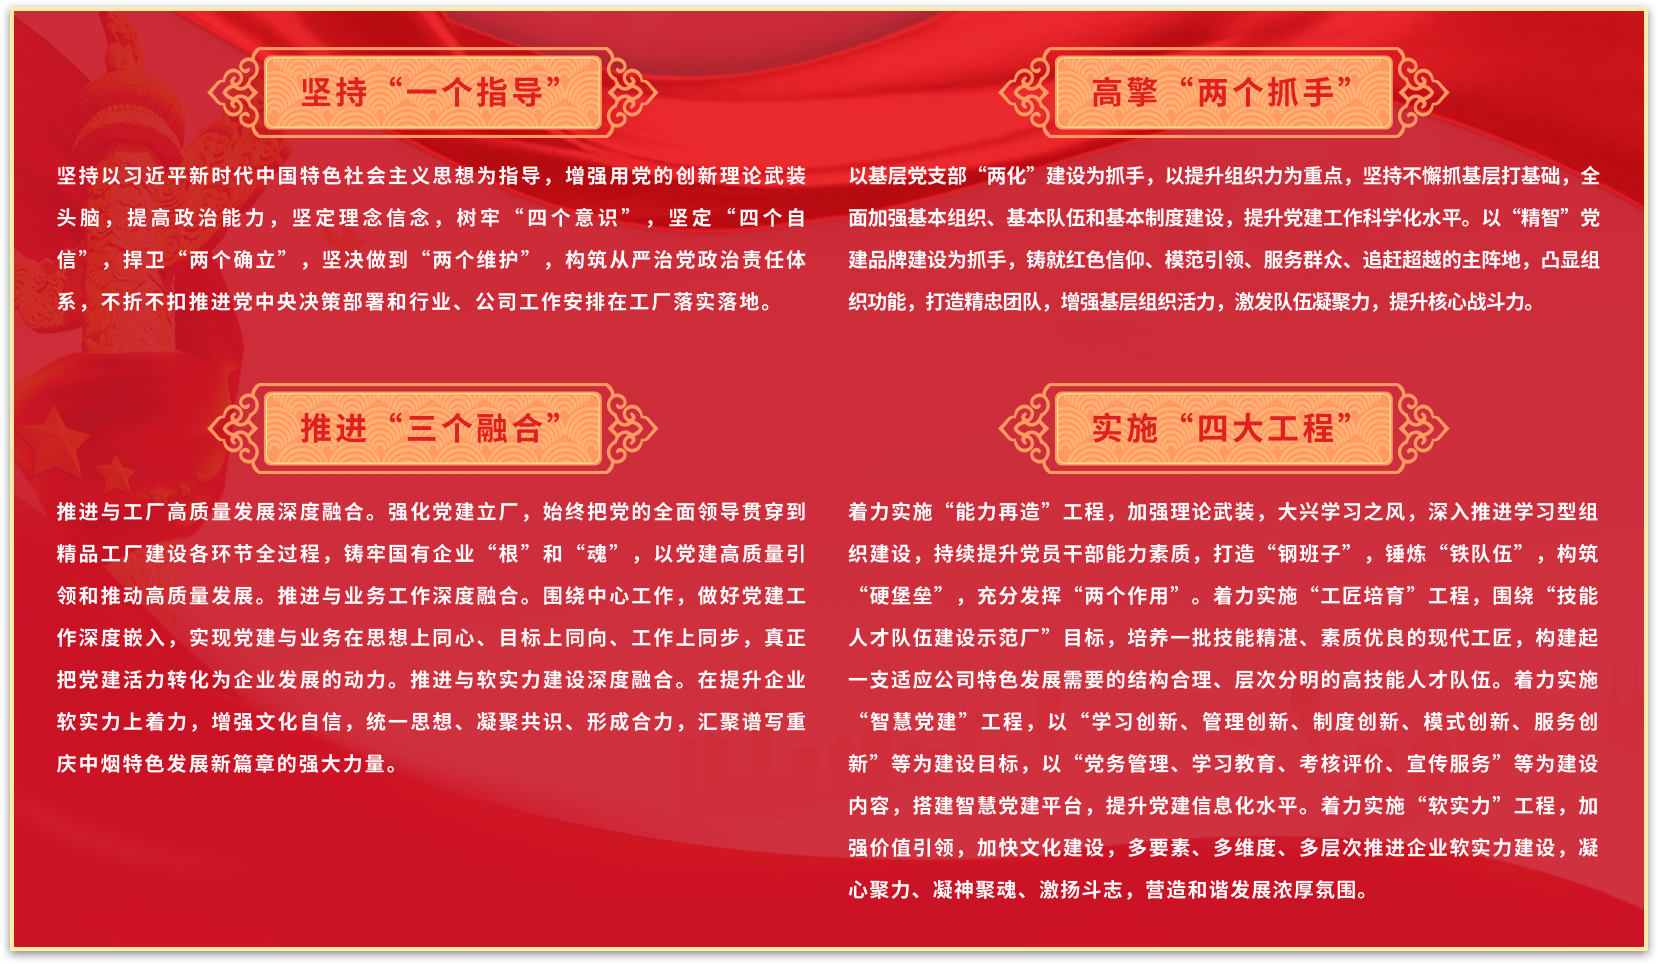 坚持“一个指导”
坚持以习近平新时代中国特色社会主义思想为指导，增强用党的创新理论武装
头脑，提高政治能力，坚定理念信念，树牢“四个意识”，坚定“四个自
信”，捍卫“两个确立”，坚决做到“两个维护”，构筑从严治党政治责任体
系，不折不扣推进党中央决策部署和行业、公司工作安排在工厂落实落地。
高擎“两个抓手”
以基层党支部“两化”建设为抓手，以提升组织力为重点，坚持不懈抓基层打基础，全
面加强基本组织、基本队伍和基本制度建设，提升党建工作科学化水平。以“精智”党
建品牌建设为抓手，铸就红色信仰、模范引领、服务群众、追赶超越的主阵地，凸显组
织功能，打造精忠团队，增强基层组织活力，激发队伍凝聚力，提升核心战斗力。
推进“三个融合”
推进与工厂高质量发展深度融合。强化党建立厂，始终把党的全面领导贯穿到
精品工厂建设各环节全过程，铸牢国有企业“根”和“魂”，以党建高质量引
领和推动高质量发展。推进与业务工作深度融合。围绕中心工作，做好党建工
作深度嵌入，实现党建与业务在思想上同心、目标上同向、工作上同步，真正
把党建活力转化为企业发展的动力。推进与软实力建设深度融合。在提升企业
软实力上着力，增强文化自信，统一思想、凝聚共识、形成合力，汇聚谱写重
庆中烟特色发展新篇章的强大力量。
实施“四大工程”
着力实施“能力再造”工程，加强理论武装，大兴学习之风，深入推进学习型组
织建设，持续提升党员干部能力素质，打造“钢班子”，锤炼“铁队伍”，构筑
“硬堡垒”，充分发挥“两个作用”。着力实施“工匠培育”工程，围绕“技能
人才队伍建设示范厂”目标，培养一批技能精湛、素质优良的现代工匠，构建起
一支适应公司特色发展需要的结构合理、层次分明的高技能人才队伍。着力实施
“智慧党建”工程，以“学习创新、管理创新、制度创新、模式创新、服务创
新”等为建设目标，以“党务管理、学习教育、考核评价、宣传服务”等为建设
内容，搭建智慧党建平台，提升党建信息化水平。着力实施“软实力”工程，加
强价值引领，加快文化建设，多要素、多维度、多层次推进企业软实力建设，凝
心聚力、凝神聚魂、激扬斗志，营造和谐发展浓厚氛围。